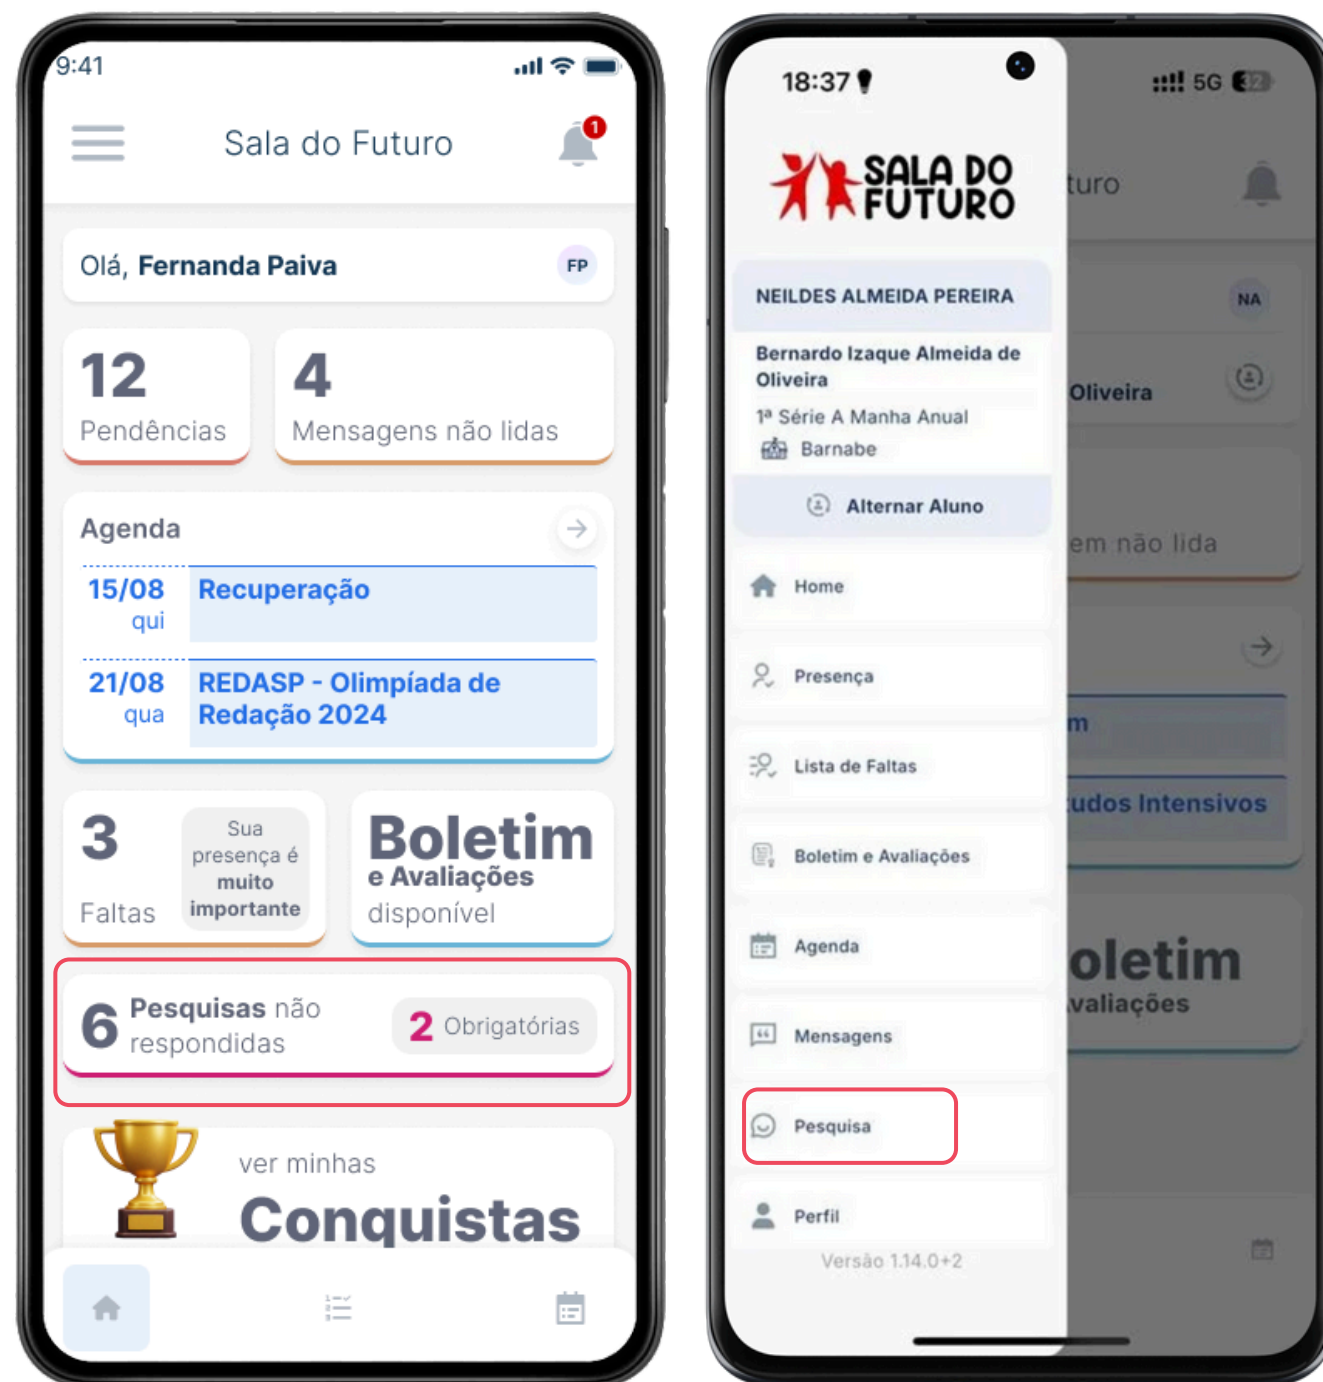 9:41
Sala do Futuro
1
Olá, Fernanda Paiva
FP
12
Pendências
4
Mensagens não lidas
Agenda
15/08
qui
Recuperação
21/08
qua
REDASP - Olimpíada de
Redação 2024
3
Faltas
Sua
presença é
muito
importante
Boletim
e Avaliações
disponível
6
Pesquisas não
respondidas
2 Obrigatórias
ver minhas
Conquistas
18:37
5G 32
SALA DO
FUTURO
turo
NEILDES ALMEIDA PEREIRA
NA
Bernardo Izaque Almeida de
Oliveira
Oliveira
1ª Série A Manha Anual
Barnabe
Alternar Aluno
em não lida
Home
Presença
m
Lista de Faltas
tudos Intensivos
Boletim e Avaliações
Agenda
oletim
valiações
Mensagens
Pesquisa
Perfil
Versão 1.14.0+2